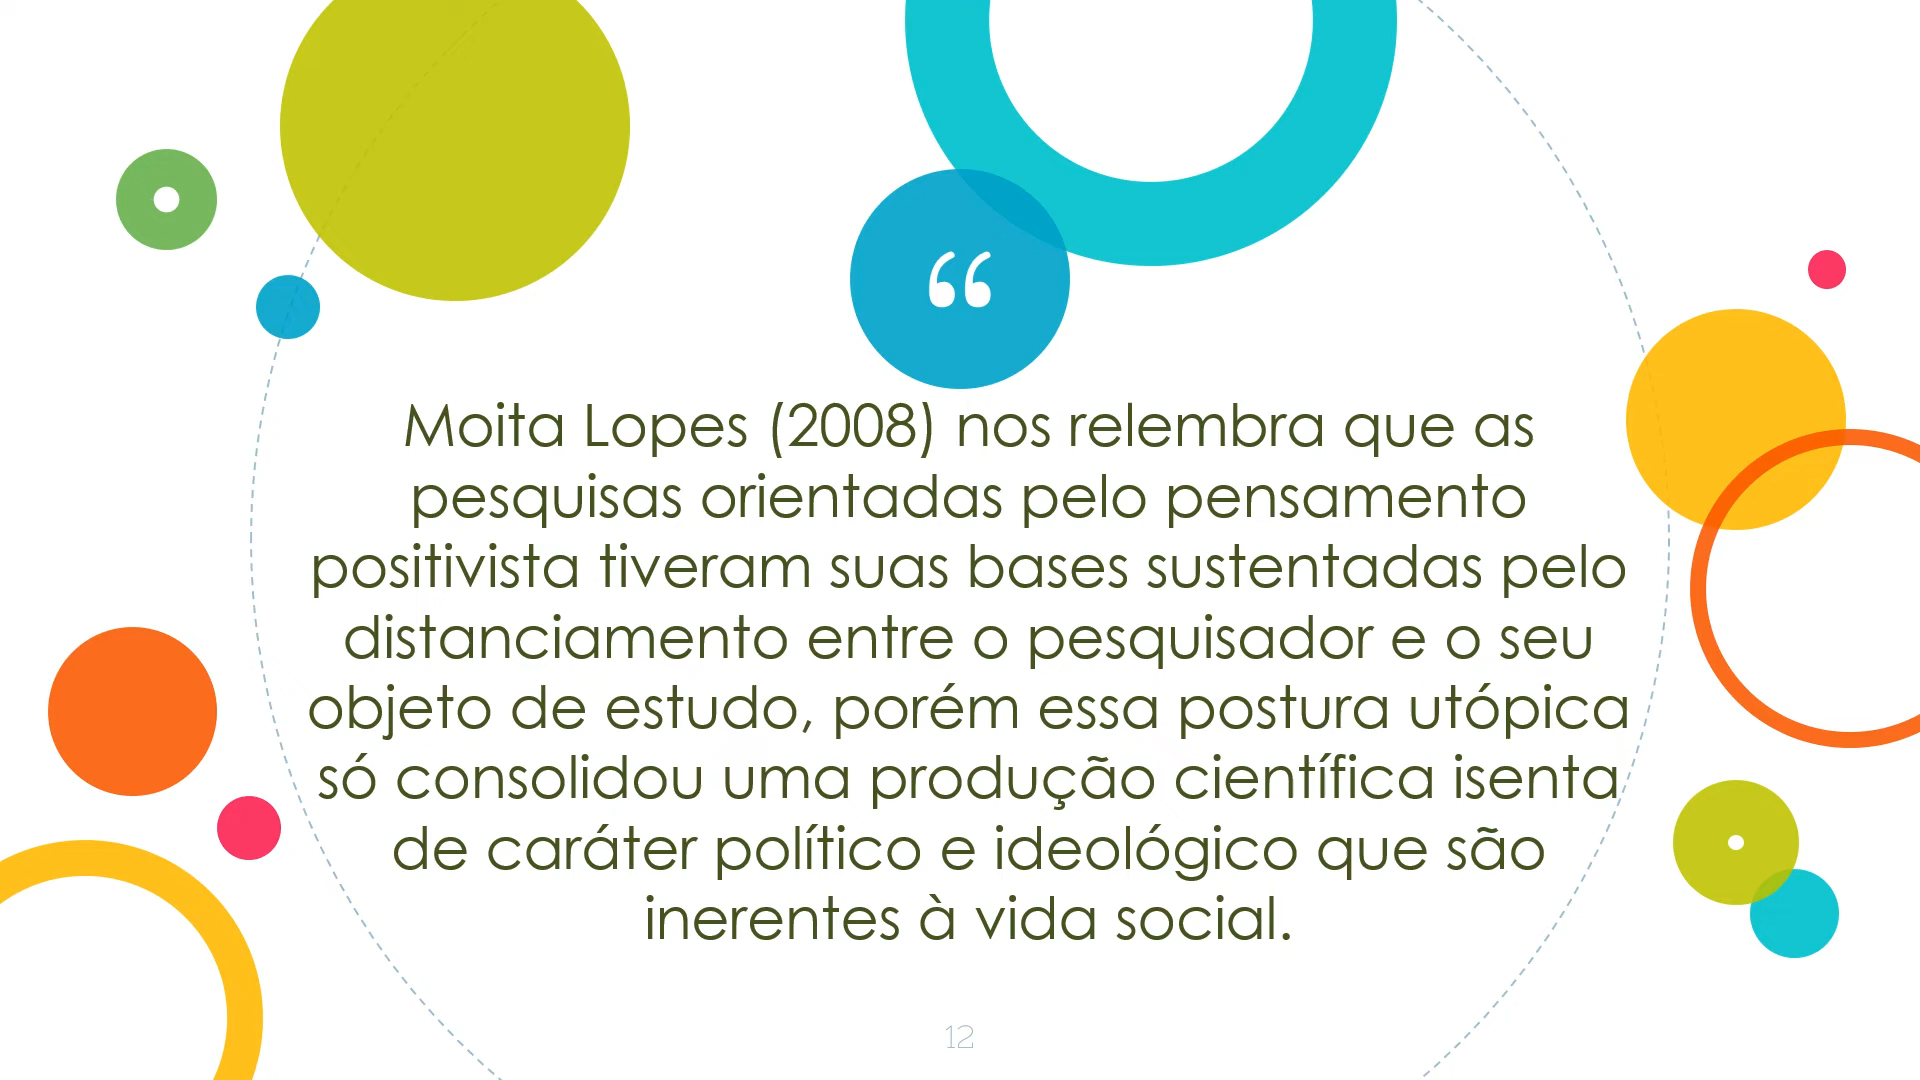 “
Moita Lopes (2008) nos relembra que as
pesquisas orientadas pelo pensamento
positivista tiveram suas bases sustentadas pelo
distanciamento entre o pesquisador e o seu
objeto de estudo, porém essa postura utópica
só consolidou uma produção científica isenta
de caráter político e ideológico que são
inerentes à vida social.
12